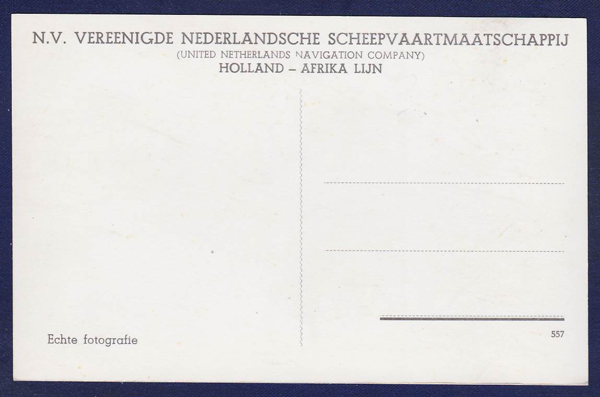 N.V. VEREENIGDE NEDERLANDSCHE SCHEEPVAARTMAATSCHAPPIJ
(UNITED NETHERLANDS NAVIGATION COMPANY)
HOLLAND – AFRIKA LIJN
Echte fotografie
557